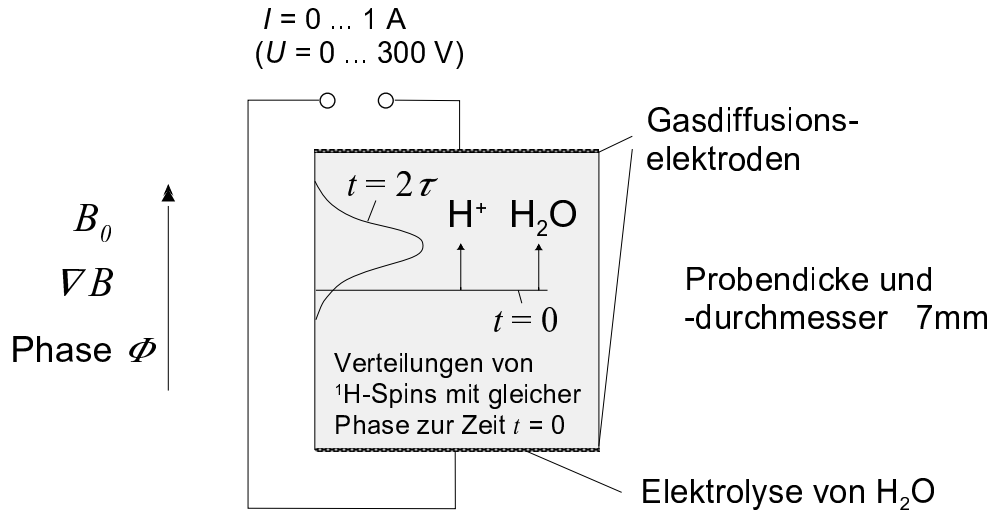 I = 0 ... 1 A
(U = 0 ... 300 V)
Gasdiffusions-
elektroden
t = 2τ
H⁺ H₂O
B₀
∇B
Phase Φ
t = 0
Probendicke und
-durchmesser 7mm
Verteilungen von
¹H-Spins mit gleicher
Phase zur Zeit t = 0
Elektrolyse von H₂O